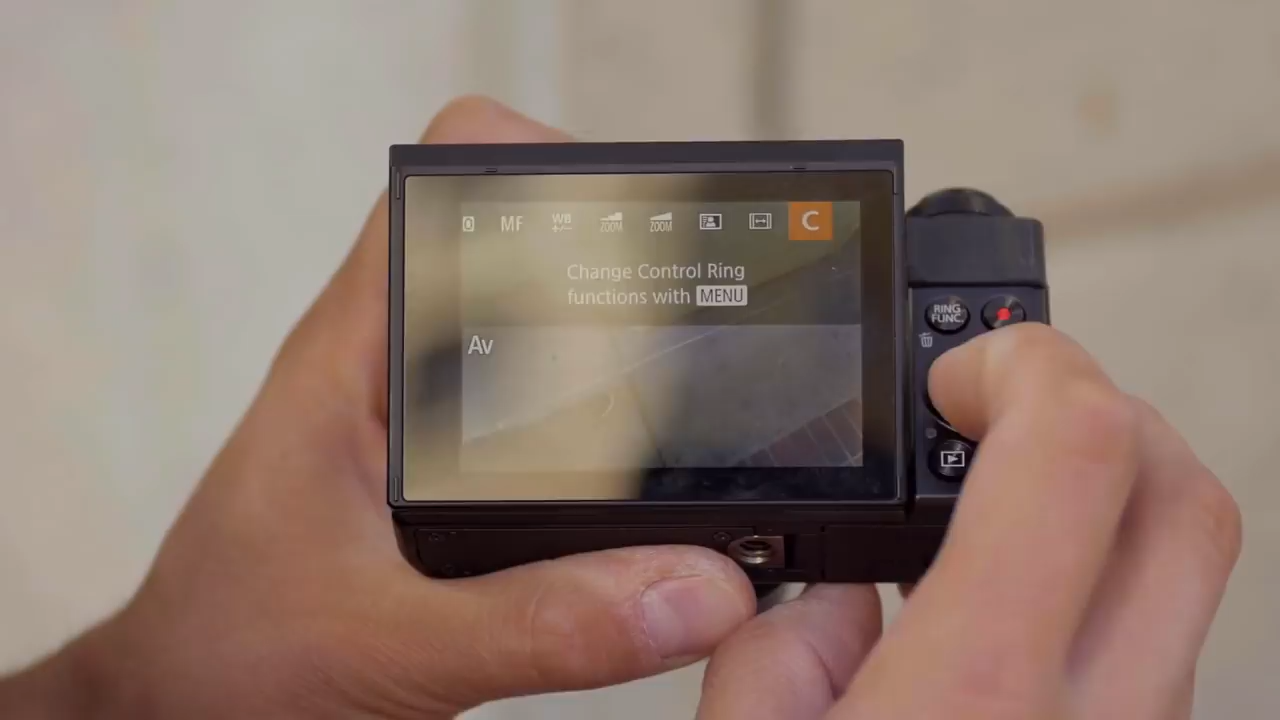 MF WB +/− ZOOM ZOOM C
Change Control Ring
functions with MENU
Av
RING
FUNC.